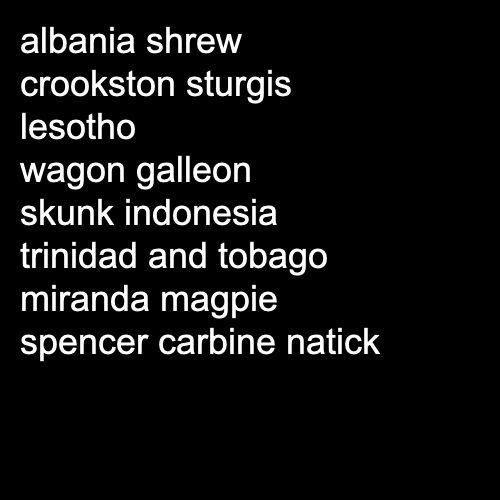 albania shrew
crookston sturgis
lesotho
wagon galleon
skunk indonesia
trinidad and tobago
miranda magpie
spencer carbine natick